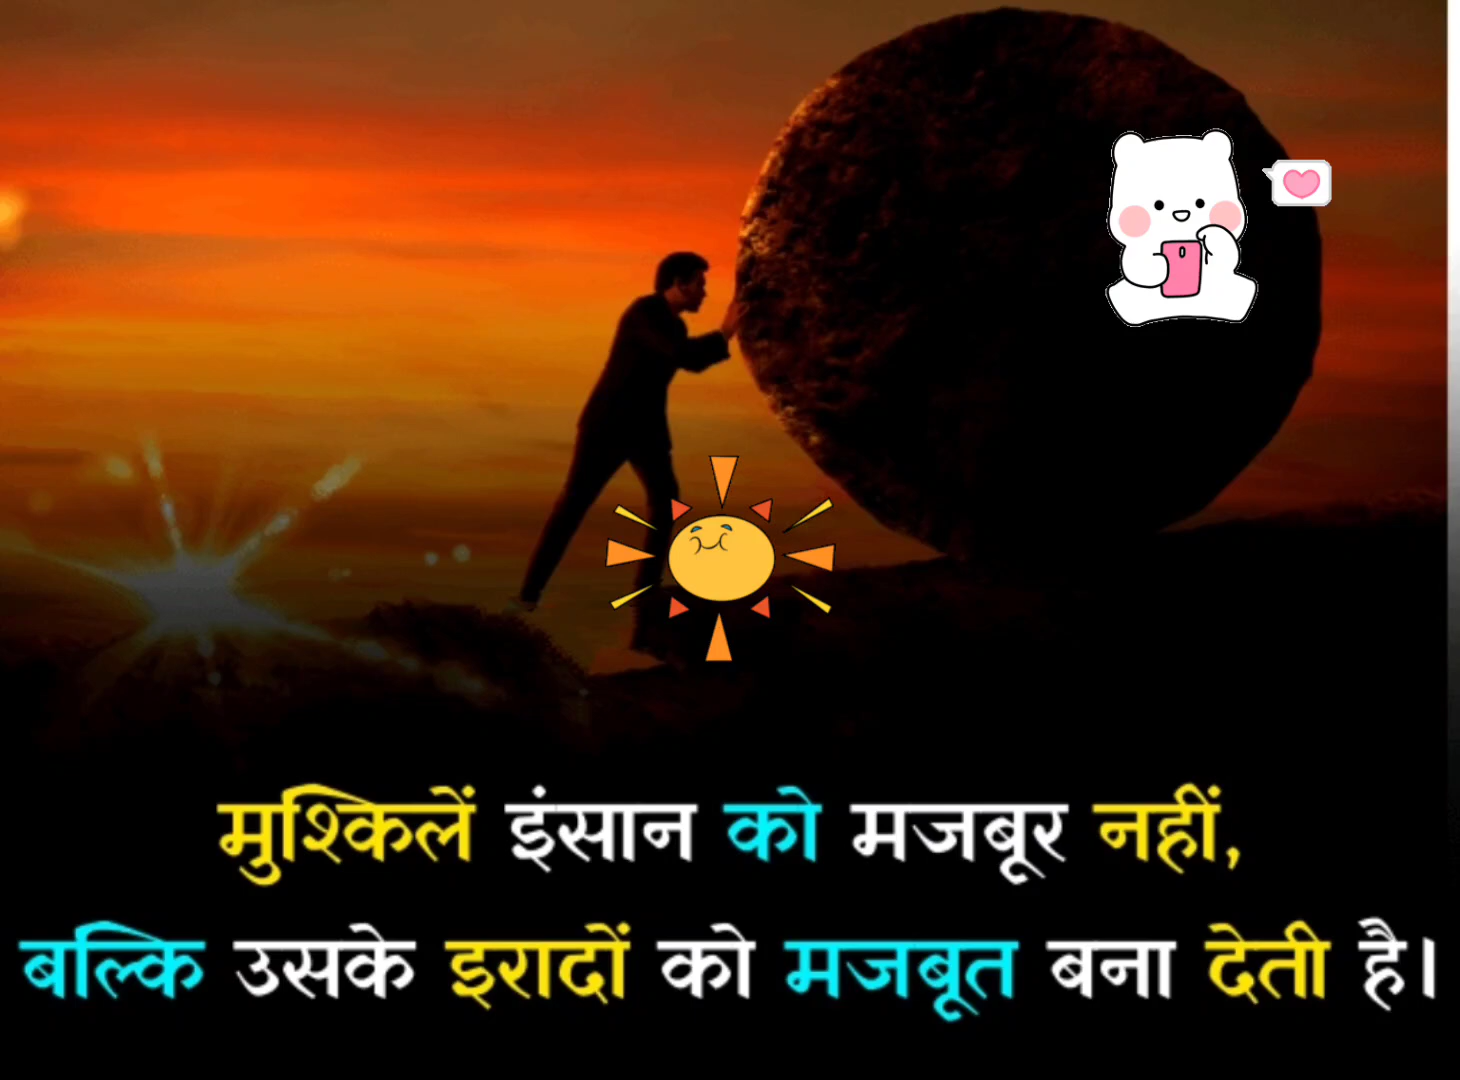 मुश्किलें इंसान को मजबूर नहीं,
बल्कि उसके इरादों को मजबूत बना देती है।